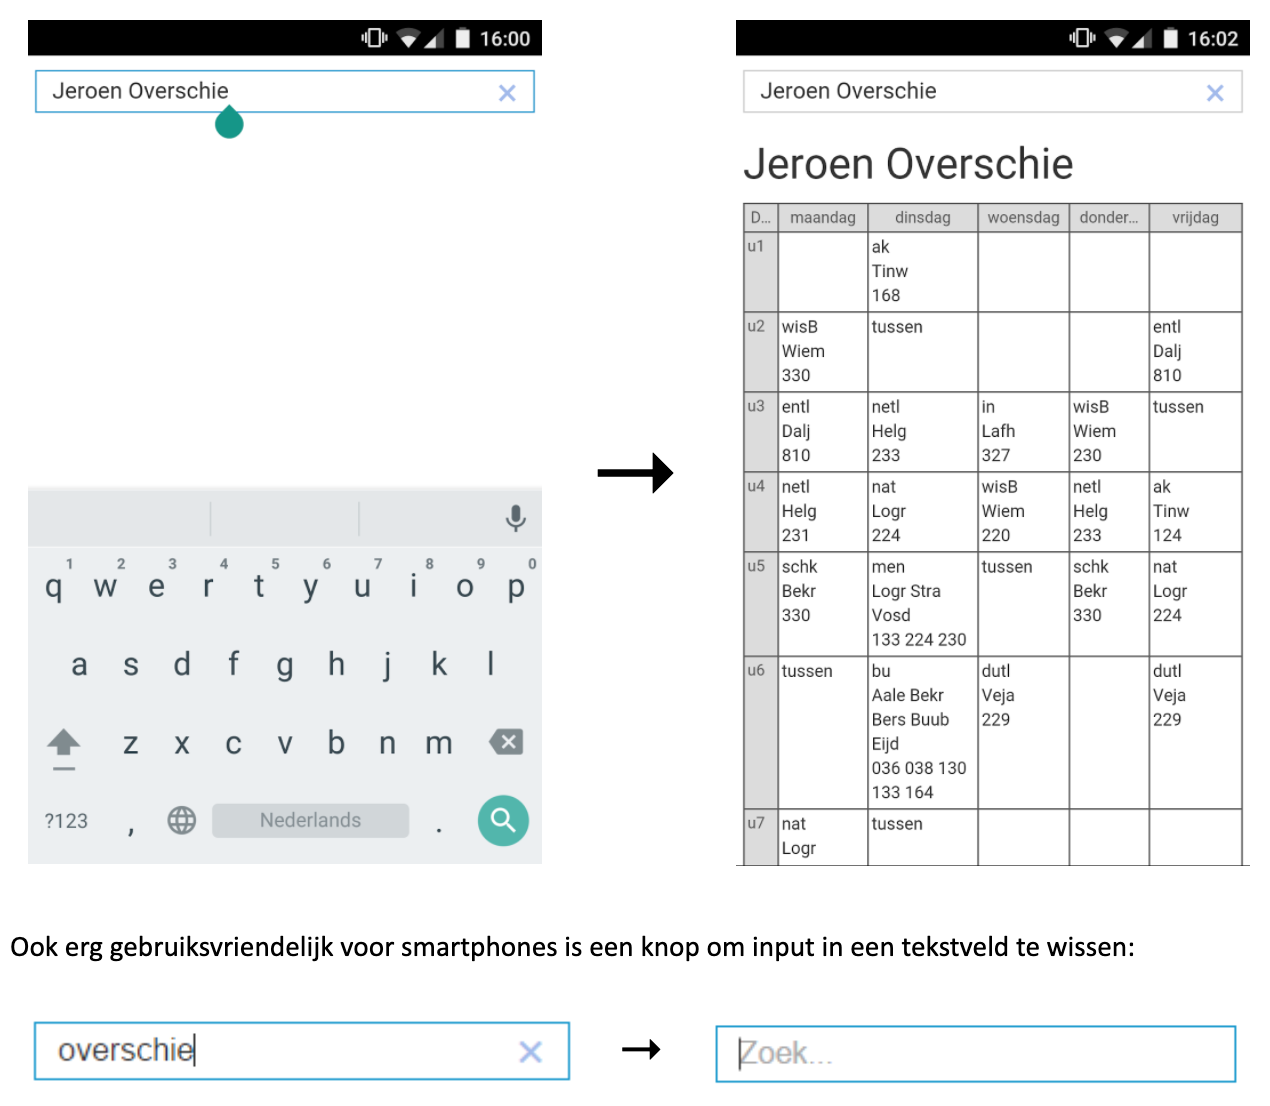 16:00
Jeroen Overschie ×
1 2 3 4 5 6 7 8 9 0
q w e r t y u i o p
a s d f g h j k l
z x c v b n m
?123 , Nederlands .
16:02
Jeroen Overschie ×
Jeroen Overschie
D... maandag dinsdag woensdag donder... vrijdag
u1 ak
Tinw
168
u2 wisB tussen entl
Wiem Dalj
330 810
u3 entl netl in wisB tussen
Dalj Helg Lafh Wiem
810 233 327 230
u4 netl nat wisB netl ak
Helg Logr Wiem Helg Tinw
231 224 220 233 124
u5 schk men tussen schk nat
Bekr Logr Stra Bekr Logr
330 Vosd 330 224
133 224 230
u6 tussen bu dutl dutl
Aale Bekr Veja Veja
Bers Buub 229 229
Eijd
036 038 130
133 164
u7 nat tussen
Logr
Ook erg gebruiksvriendelijk voor smartphones is een knop om input in een tekstveld te wissen:
overschie ×
Zoek...